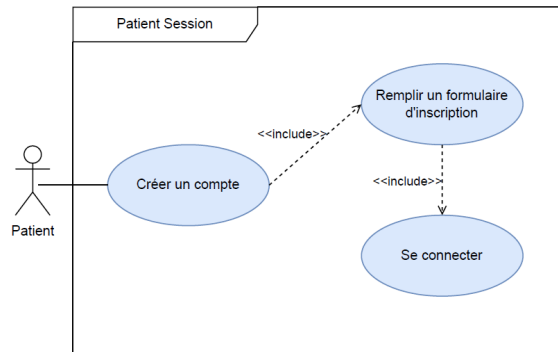 Patient Session
Remplir un formulaire
d'inscription
<<include>>
<<include>>
Créer un compte
Patient
Se connecter